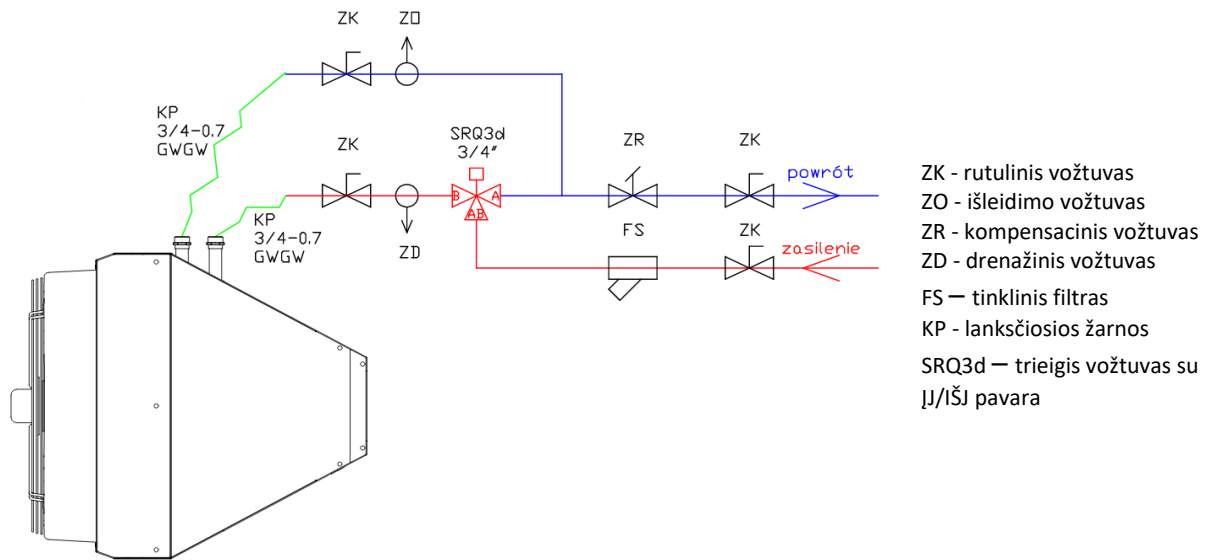 ZK ZO
KP
3/4-0.7
GWGW
ZK
SRQ3d
3/4"
ZR
ZK
powrót
B A
AB
KP
3/4-0.7
GWGW
ZD
FS
ZK
zasilenie
ZK - rutulinis vožtuvas
ZO - išleidimo vožtuvas
ZR - kompensacinis vožtuvas
ZD - drenažinis vožtuvas
FS — tinklinis filtras
KP - lanksčiosios žarnos
SRQ3d — trieigis vožtuvas su
ĮJ/IŠJ pavara